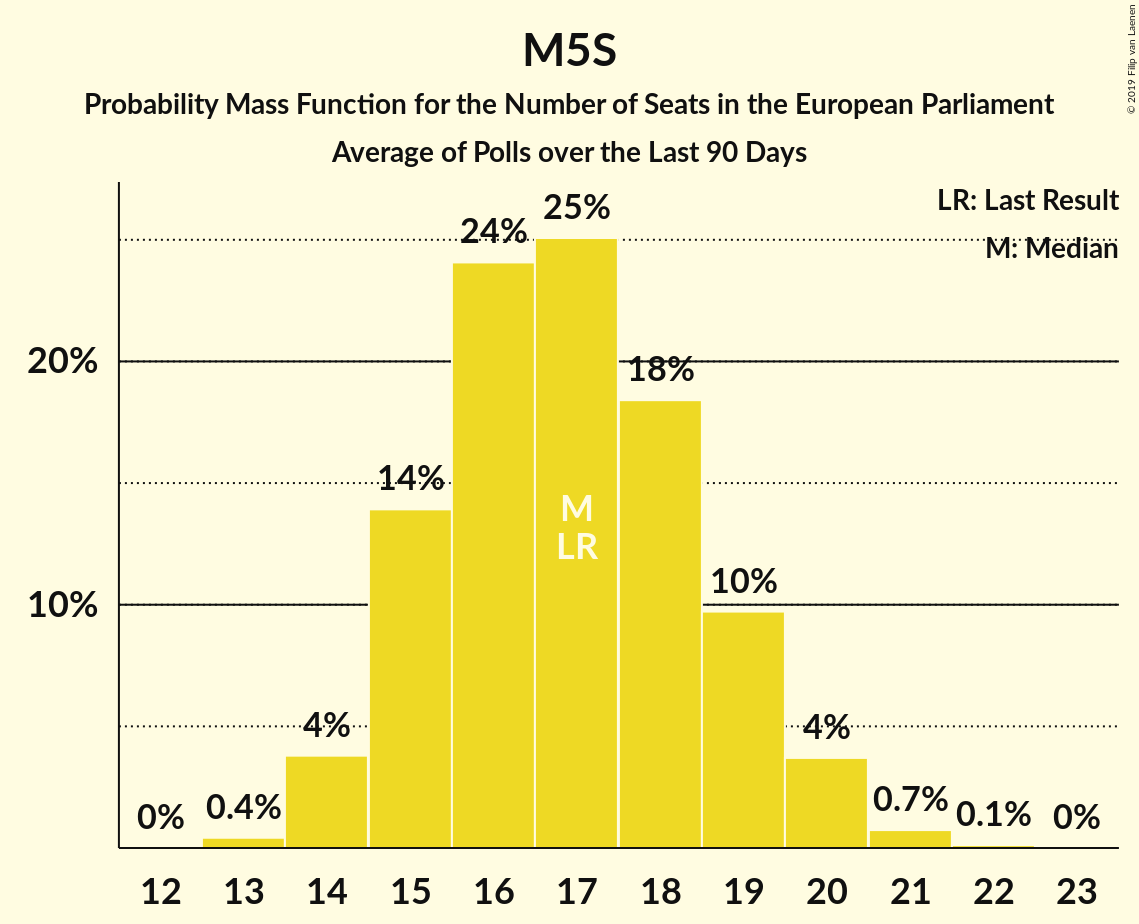 M5S
Probability Mass Function for the Number of Seats in the European Parliament
Average of Polls over the Last 90 Days
© 2019 Filip van Laenen
LR: Last Result
M: Median
20%
10%
0%
0.4%
4%
14%
24%
25%
18%
10%
4%
0.7%
0.1%
0%
M
LR
12 13 14 15 16 17 18 19 20 21 22 23